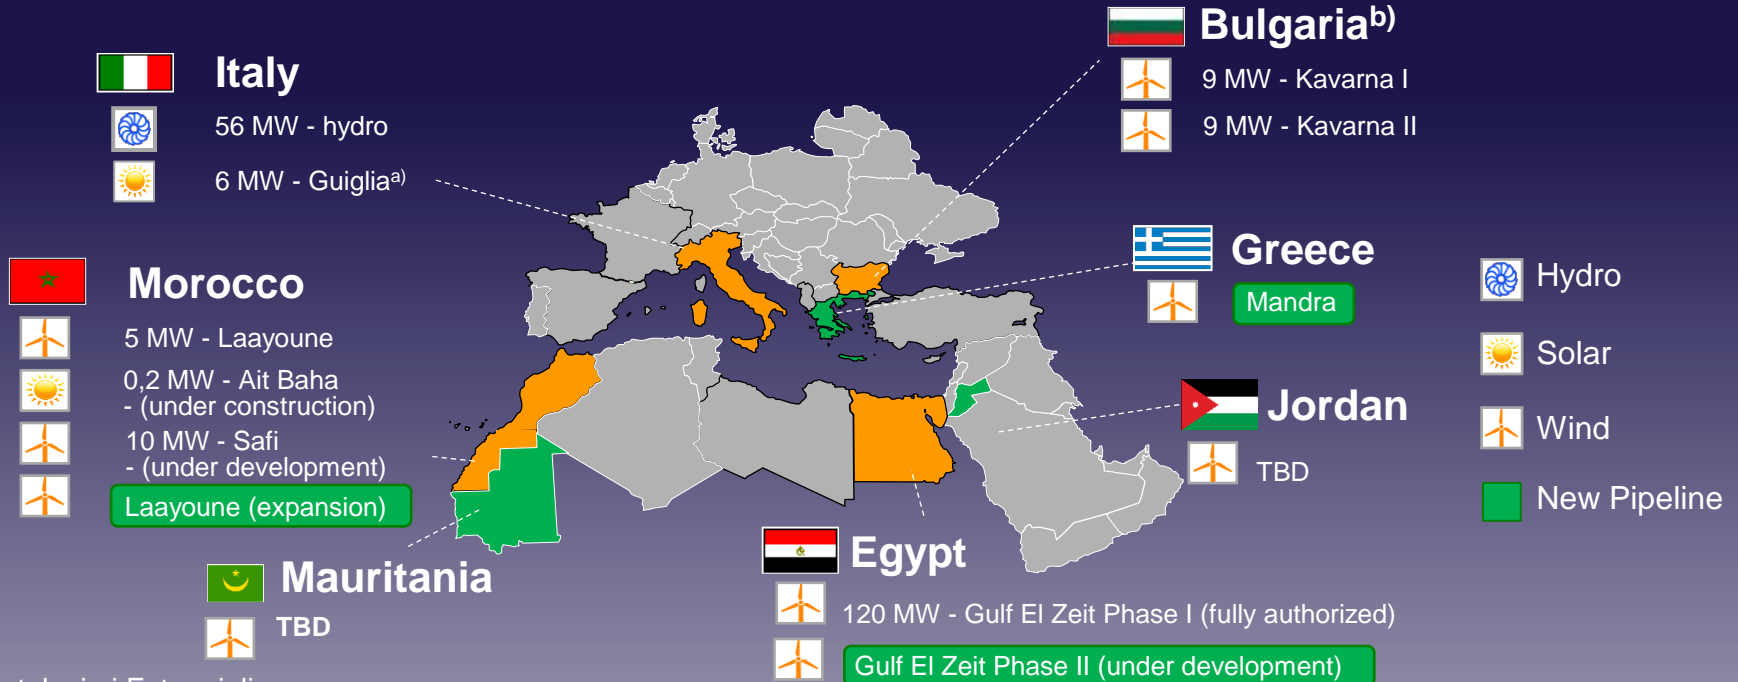 Bulgariab)
9 MW - Kavarna I
9 MW - Kavarna II
Italy
56 MW - hydro
6 MW - Guigliaa)
Greece
Mandra
Morocco
5 MW - Laayoune
0,2 MW - Ait Baha
- (under construction)
10 MW - Safi
- (under development)
Laayoune (expansion)
Jordan
TBD
Hydro
Solar
Wind
New Pipeline
Mauritania
TBD
Egypt
120 MW - Gulf El Zeit Phase I (fully authorized)
Gulf El Zeit Phase II (under development)